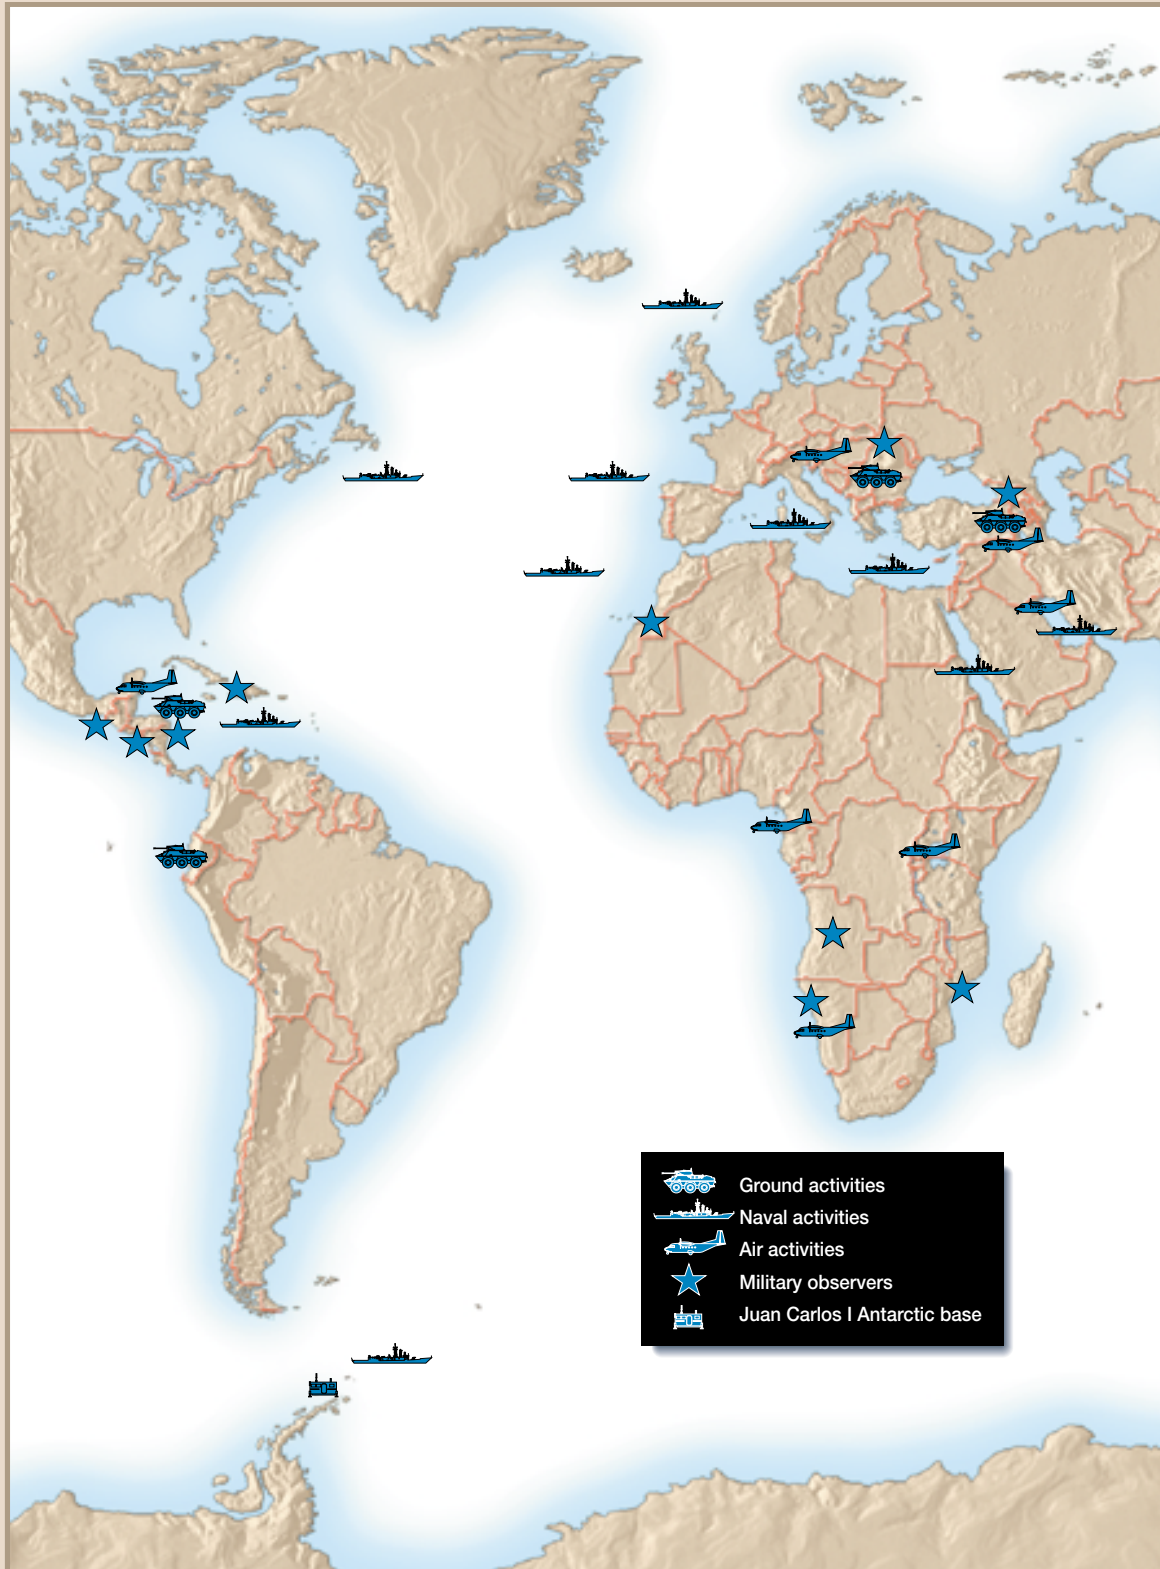 Ground activities
Naval activities
Air activities
Military observers
Juan Carlos I Antarctic base